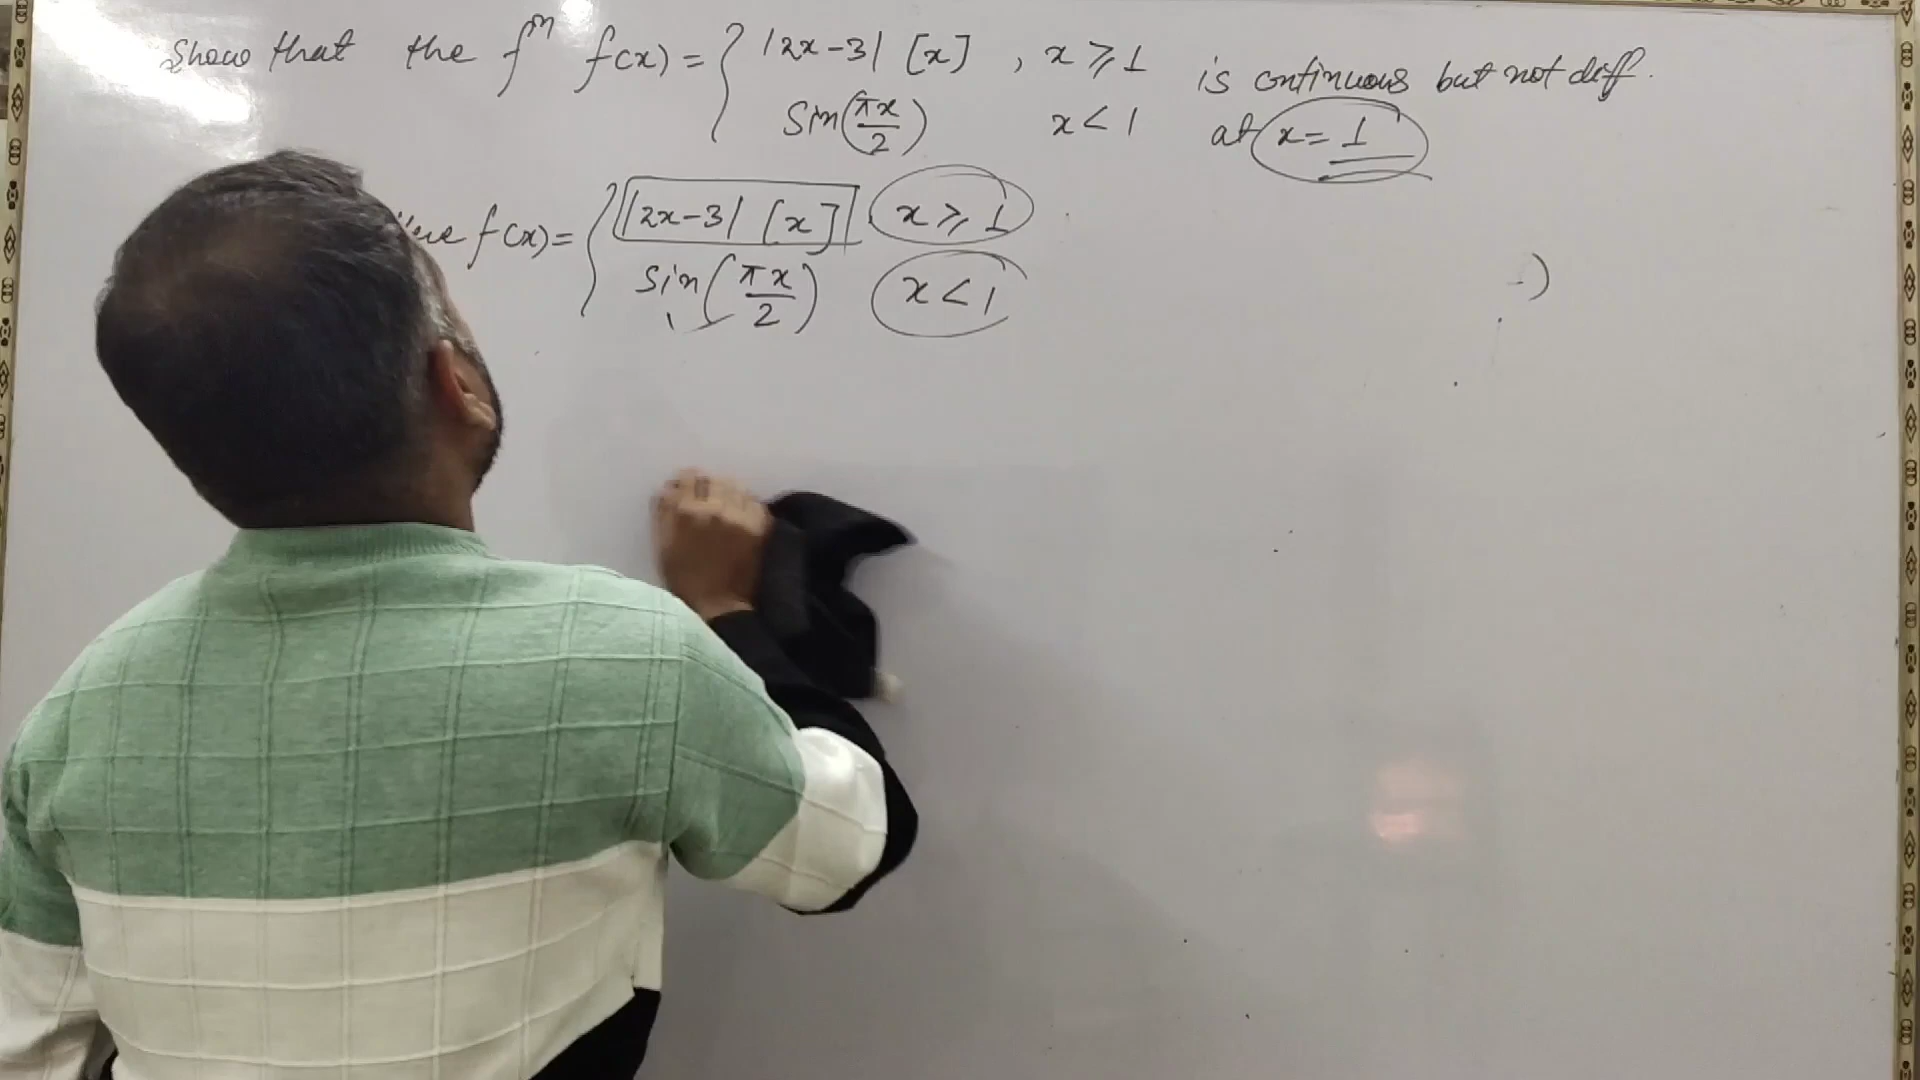 Show that the fⁿ f(x) = { |2x-3| [x] , x ⩾ 1 is continuous but not diff.
Sin(πx/2) x < 1 at x = 1
f(x) = { |2x-3| [x] x ⩾ 1
Sin(πx/2) x < 1